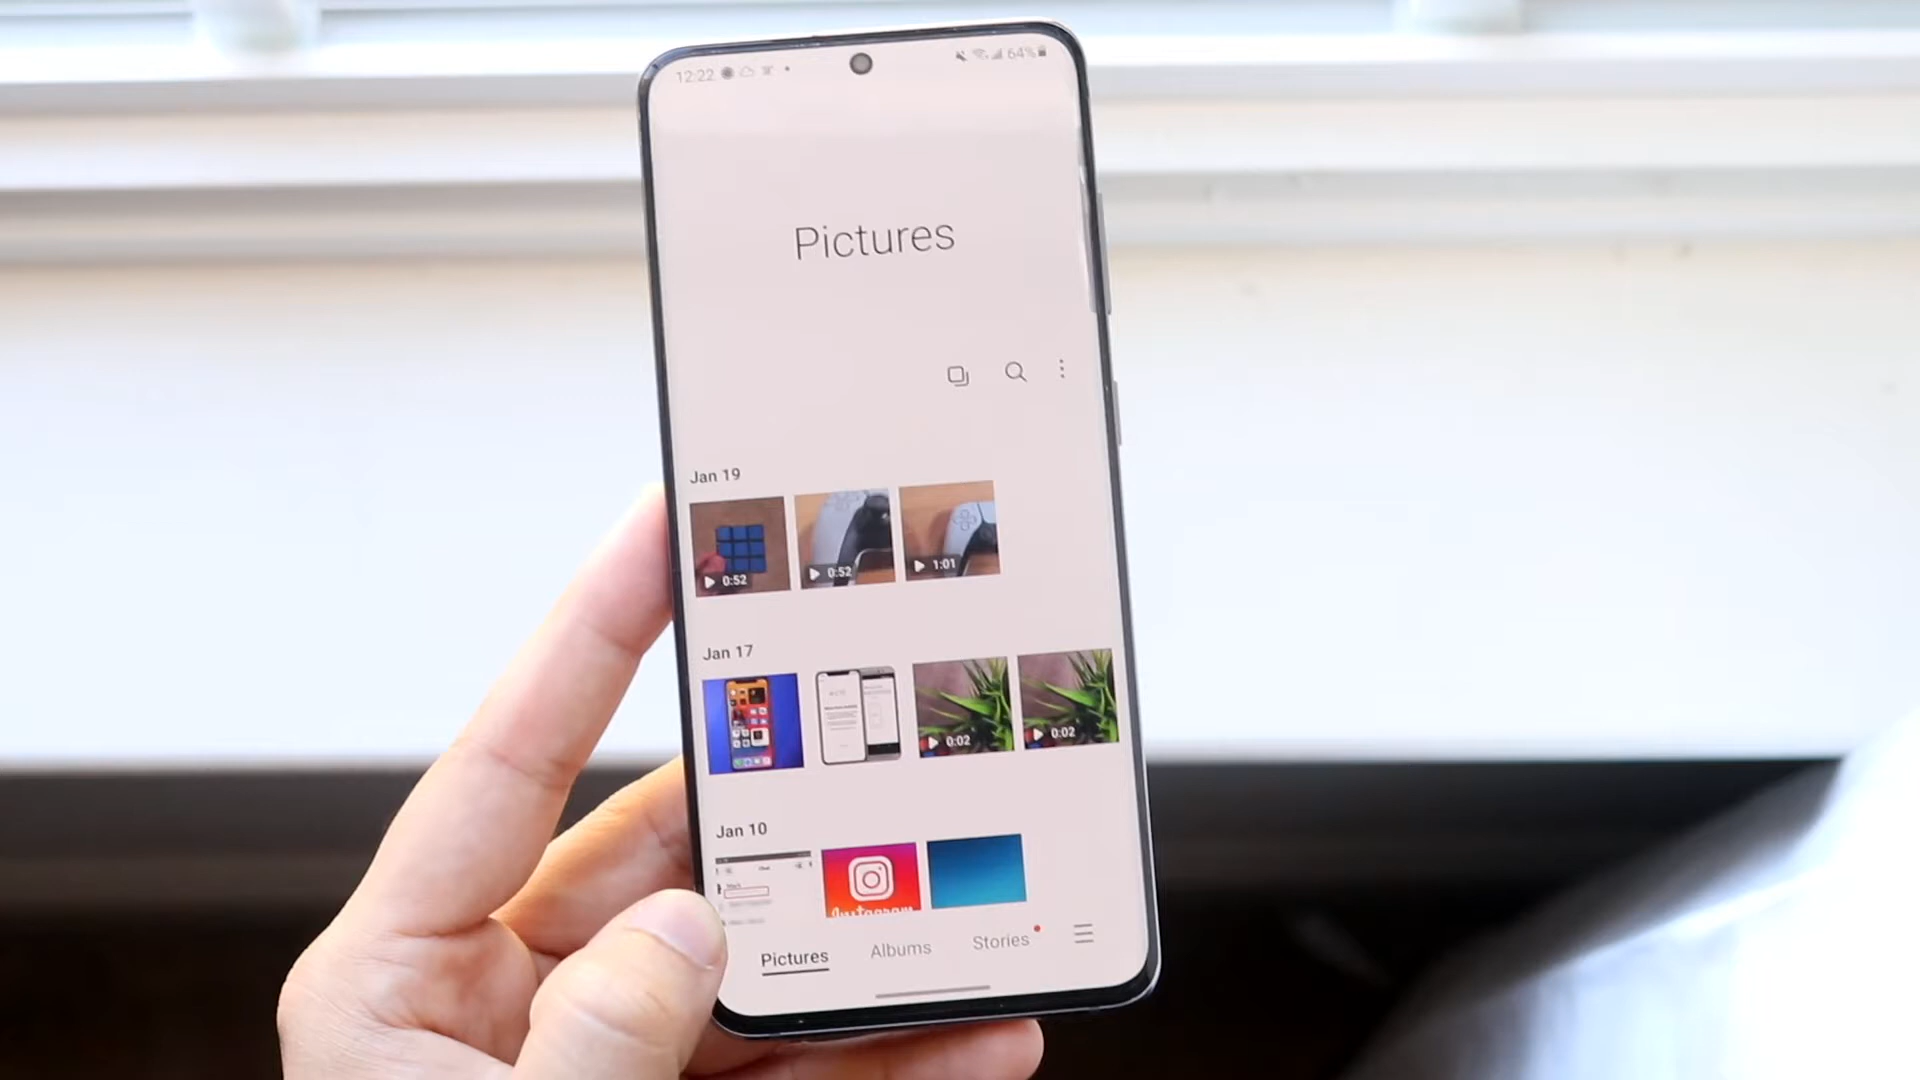 12:22
64%
Pictures
Jan 19
0:52
0:52
1:01
Jan 17
0:02
0:02
Jan 10
Instagram
Pictures
Albums
Stories